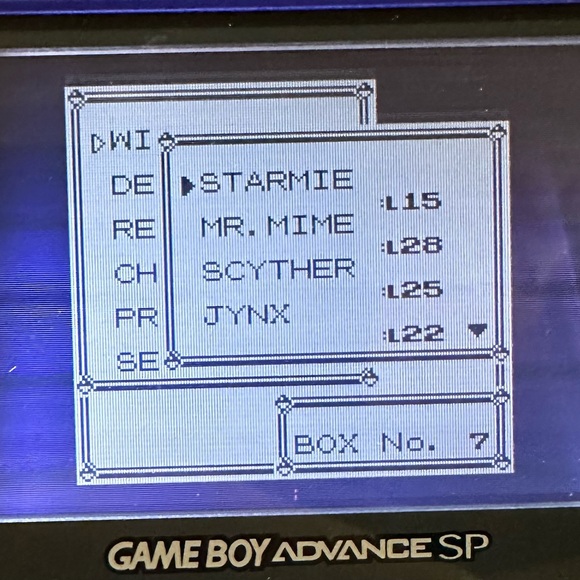 ▷WI
DE
RE
CH
PR
SE
▶STARMIE
:L15
MR.MIME
:L28
SCYTHER
:L25
JYNX
:L22 ▼
BOX No. 7
GAME BOY ADVANCE SP